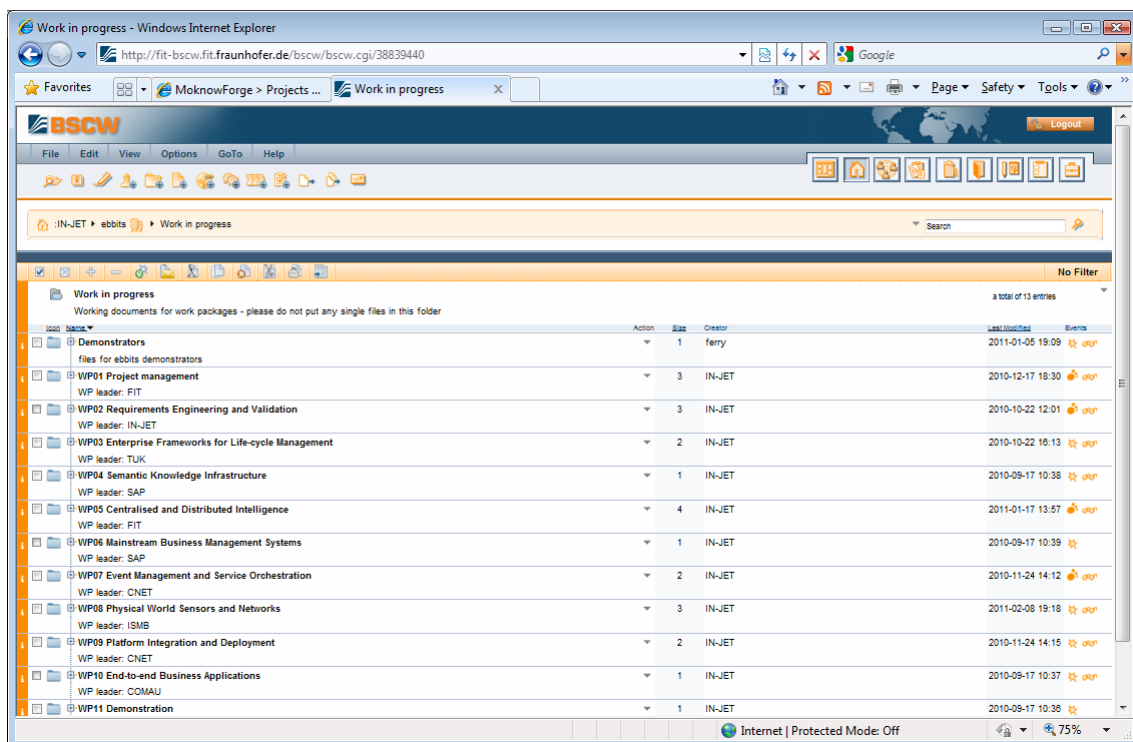 Work in progress - Windows Internet Explorer
http://fit-bscw.fit.fraunhofer.de/bscw/bscw.cgi/38839440
Google
Favorites
MoknowForge > Projects ...
Work in progress
X
Page Safety Tools
BSCW
Logout
File Edit View Options GoTo Help
:IN-JET ebbits Work in progress
Search
No Filter
Work in progress
a total of 13 entries
Working documents for work packages - please do not put any single files in this folder
Icon Name Action Size Creator Last Modified Events
Demonstrators 1 ferry 2011-01-05 19:09
files for ebbits demonstrators
WP01 Project management 3 IN-JET 2010-12-17 18:30
WP leader: FIT
WP02 Requirements Engineering and Validation 3 IN-JET 2010-10-22 12:01
WP leader: IN-JET
WP03 Enterprise Frameworks for Life-cycle Management 2 IN-JET 2010-10-22 16:13
WP leader: TUK
WP04 Semantic Knowledge Infrastructure 1 IN-JET 2010-09-17 10:38
WP leader: SAP
WP05 Centralised and Distributed Intelligence 4 IN-JET 2011-01-17 13:57
WP leader: FIT
WP06 Mainstream Business Management Systems 1 IN-JET 2010-09-17 10:39
WP leader: SAP
WP07 Event Management and Service Orchestration 2 IN-JET 2010-11-24 14:12
WP leader: CNET
WP08 Physical World Sensors and Networks 3 IN-JET 2011-02-08 19:18
WP leader: ISMB
WP09 Platform Integration and Deployment 2 IN-JET 2010-11-24 14:15
WP leader: CNET
WP10 End-to-end Business Applications 1 IN-JET 2010-09-17 10:37
WP leader: COMAU
WP11 Demonstration 1 IN-JET 2010-09-17 10:36
Internet | Protected Mode: Off
75%